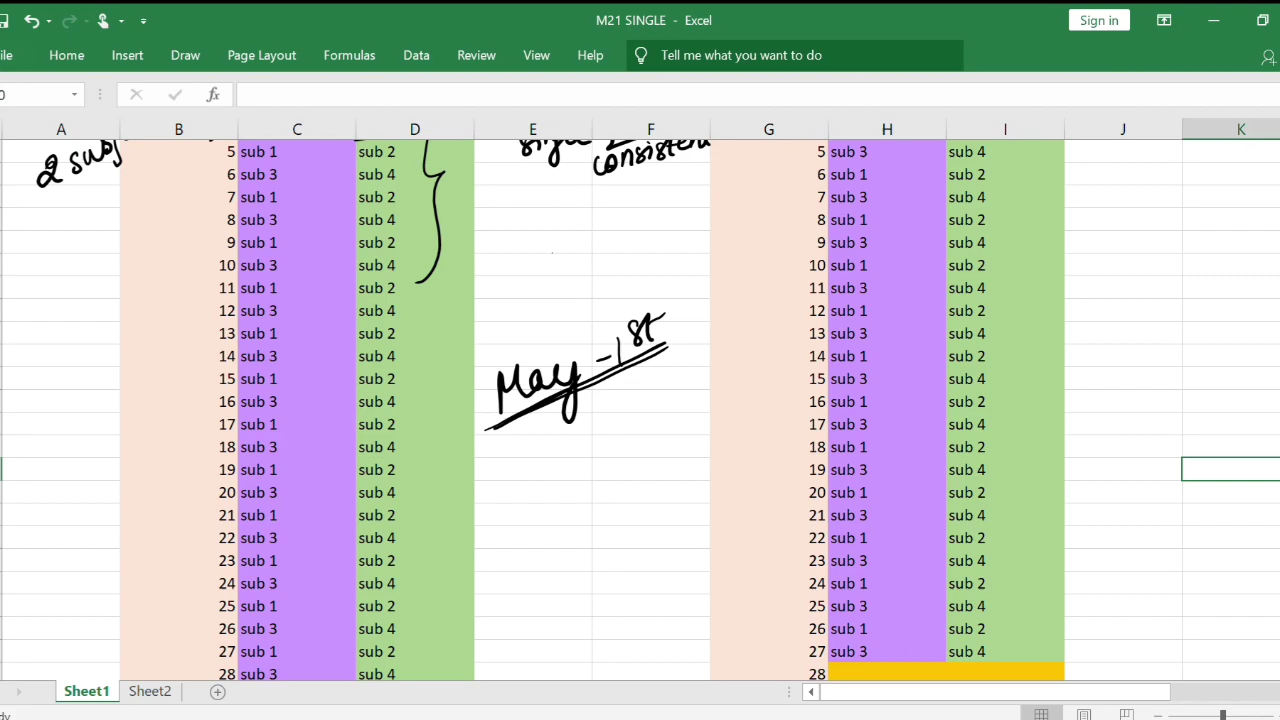 M21 SINGLE - Excel
Sign in
ile Home Insert Draw Page Layout Formulas Data Review View Help Tell me what you want to do
0 fx
A B C D E F G H I J K
2 subj
consisten
5 sub 1 sub 2 5 sub 3 sub 4
6 sub 3 sub 4 6 sub 1 sub 2
7 sub 1 sub 2 7 sub 3 sub 4
8 sub 3 sub 4 8 sub 1 sub 2
9 sub 1 sub 2 9 sub 3 sub 4
10 sub 3 sub 4 10 sub 1 sub 2
11 sub 1 sub 2 11 sub 3 sub 4
12 sub 3 sub 4 12 sub 1 sub 2
13 sub 1 sub 2 13 sub 3 sub 4
14 sub 3 sub 4 14 sub 1 sub 2
15 sub 1 sub 2 15 sub 3 sub 4
16 sub 3 sub 4 16 sub 1 sub 2
May - 1st
17 sub 1 sub 2 17 sub 3 sub 4
18 sub 3 sub 4 18 sub 1 sub 2
19 sub 1 sub 2 19 sub 3 sub 4
20 sub 3 sub 4 20 sub 1 sub 2
21 sub 1 sub 2 21 sub 3 sub 4
22 sub 3 sub 4 22 sub 1 sub 2
23 sub 1 sub 2 23 sub 3 sub 4
24 sub 3 sub 4 24 sub 1 sub 2
25 sub 1 sub 2 25 sub 3 sub 4
26 sub 3 sub 4 26 sub 1 sub 2
27 sub 1 sub 2 27 sub 3 sub 4
28 sub 3 sub 4 28
Sheet1 Sheet2
dy